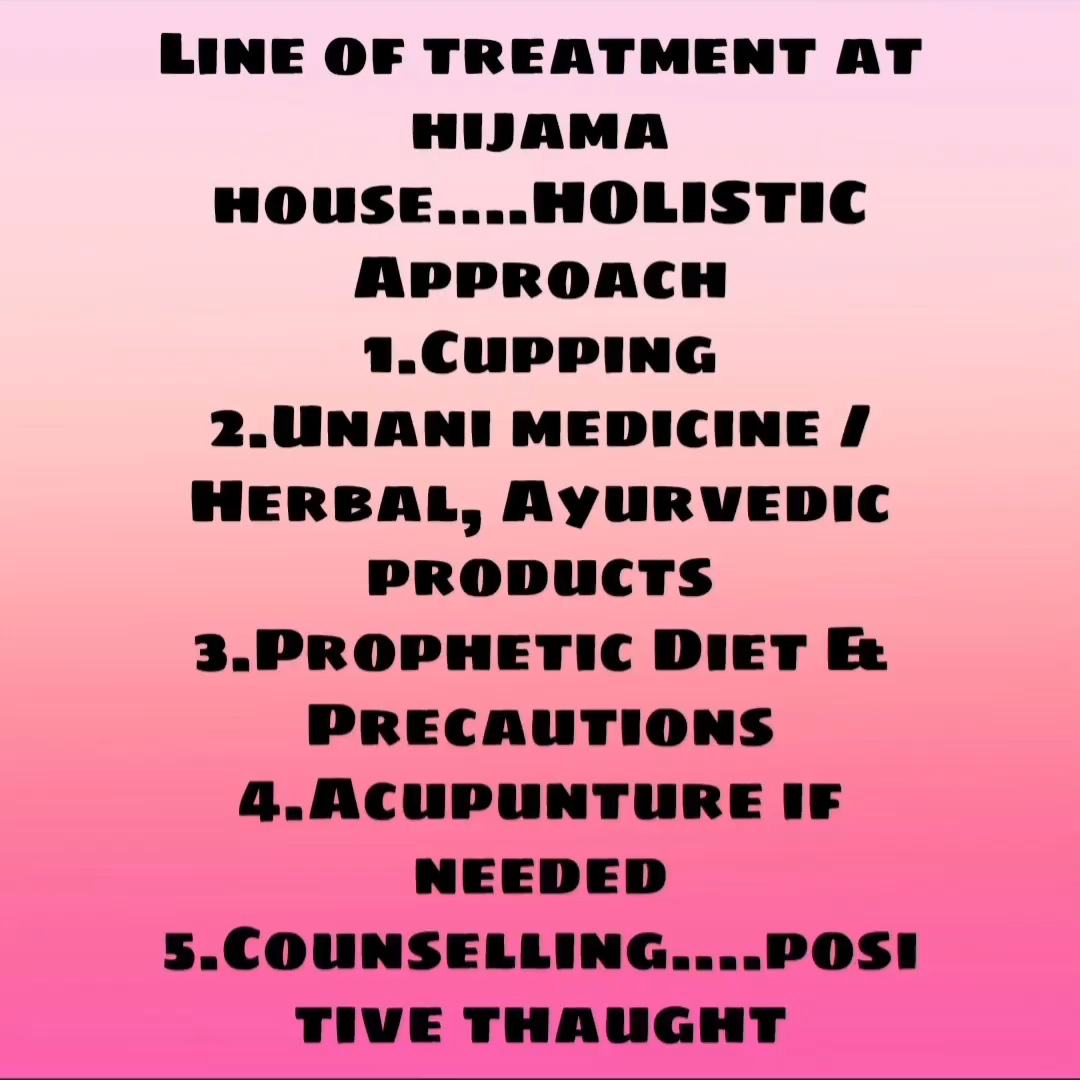 Line of treatment at
hijama
house....HOLISTIC
Approach
1.Cupping
2.Unani medicine /
Herbal, Ayurvedic
products
3.Prophetic Diet &
Precautions
4.Acupunture if
needed
5.Counselling....posi
tive thaught